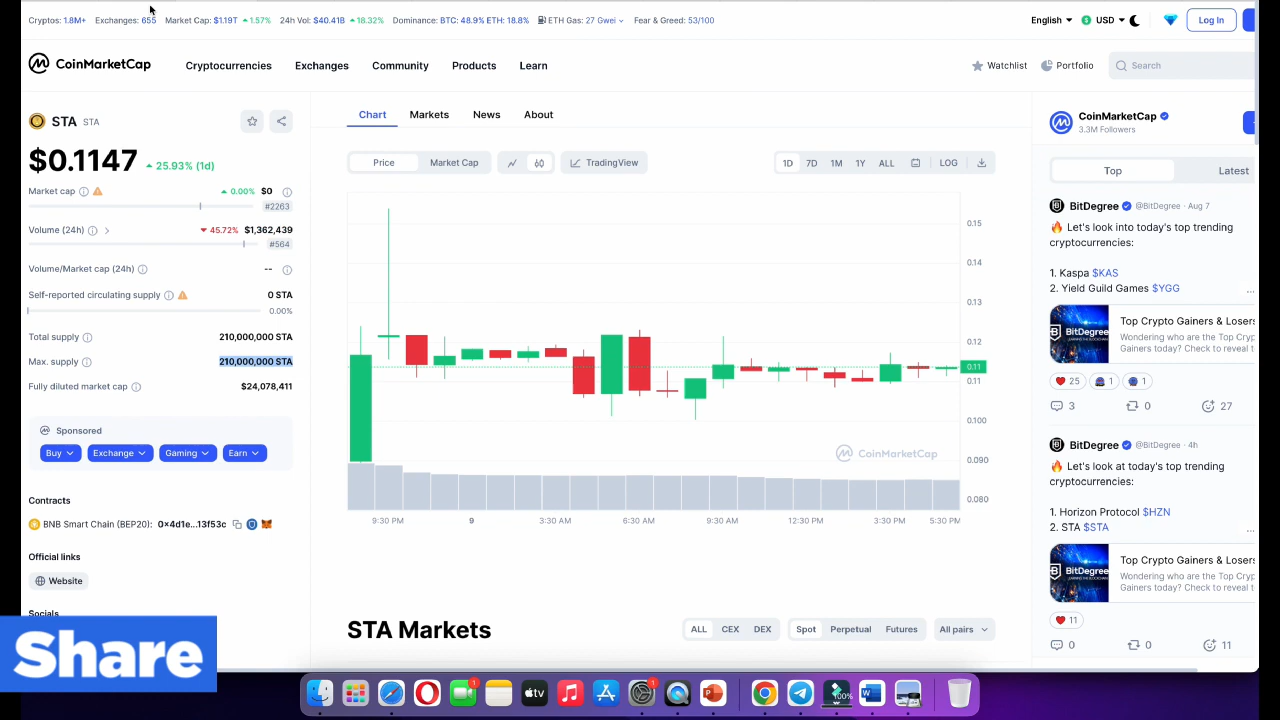 Cryptos: 1.8M+ Exchanges: 655 Market Cap: $1.19T 1.57% 24h Vol: $40.41B 18.32% Dominance: BTC: 48.9% ETH: 18.8% ETH Gas: 27 Gwei Fear & Greed: 53/100 English USD Log In
CoinMarketCap Cryptocurrencies Exchanges Community Products Learn Watchlist Portfolio Search
STA STA
$0.1147 25.93% (1d)
Market cap 0.00% $0
#2263
Volume (24h) 45.72% $1,362,439
#564
Volume/Market cap (24h) --
Self-reported circulating supply 0 STA
0.00%
Total supply 210,000,000 STA
Max. supply 210,000,000 STA
Fully diluted market cap $24,078,411
Sponsored
Buy Exchange Gaming Earn
Contracts
BNB Smart Chain (BEP20): 0x4d1e...13f53c
Official links
Website
Socials
Share
Chart Markets News About
Price Market Cap TradingView 1D 7D 1M 1Y ALL LOG
0.15
0.14
0.13
0.12
0.11
0.11
0.100
0.090
0.080
CoinMarketCap
9:30 PM 9 3:30 AM 6:30 AM 9:30 AM 12:30 PM 3:30 PM 5:30 PM
STA Markets ALL CEX DEX Spot Perpetual Futures All pairs
CoinMarketCap
3.3M Followers
Top Latest
BitDegree @BitDegree · Aug 7
🔥 Let's look into today's top trending
cryptocurrencies:
1. Kaspa $KAS
2. Yield Guild Games $YGG
...
BitDegree
Top Crypto Gainers & Losers
Wondering who are the Top Cryp
Gainers today? Check to reveal t
25 1 1
3 0 27
BitDegree @BitDegree · 4h
🔥 Let's look at today's top trending
cryptocurrencies:
1. Horizon Protocol $HZN
2. STA $STA
...
BitDegree
Top Crypto Gainers & Losers
Wondering who are the Top Cryp
Gainers today? Check to reveal t
11
0 0 11
1 tv 1 100% W